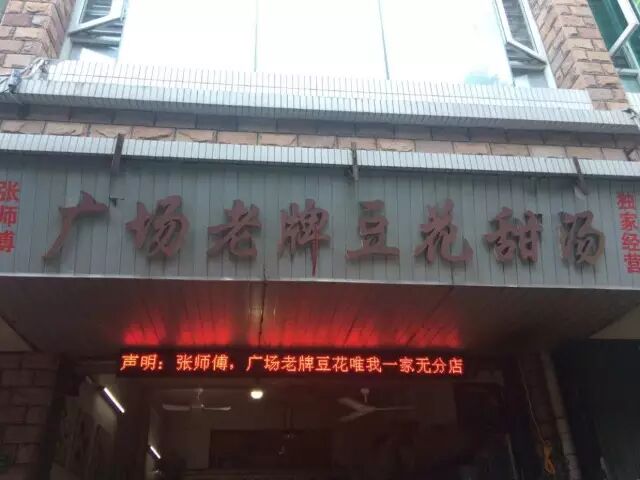 张师傅
广场老牌豆花甜汤
独家经营
声明：张师傅，广场老牌豆花唯我一家无分店